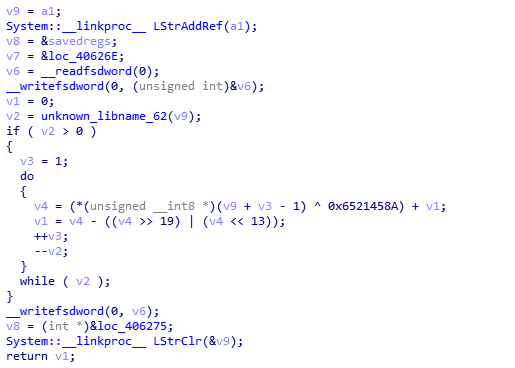 v9 = a1;
System::__linkproc__ LStrAddRef(a1);
v8 = &savedregs;
v7 = &loc_40626E;
v6 = __readfsdword(0);
__writefsdword(0, (unsigned int)&v6);
v1 = 0;
v2 = unknown_libname_62(v9);
if ( v2 > 0 )
{
  v3 = 1;
  do
  {
    v4 = (*(unsigned __int8 *)(v9 + v3 - 1) ^ 0x6521458A) + v1;
    v1 = v4 - ((v4 >> 19) | (v4 << 13));
    ++v3;
    --v2;
  }
  while ( v2 );
}
__writefsdword(0, v6);
v8 = (int *)&loc_406275;
System::__linkproc__ LStrClr(&v9);
return v1;